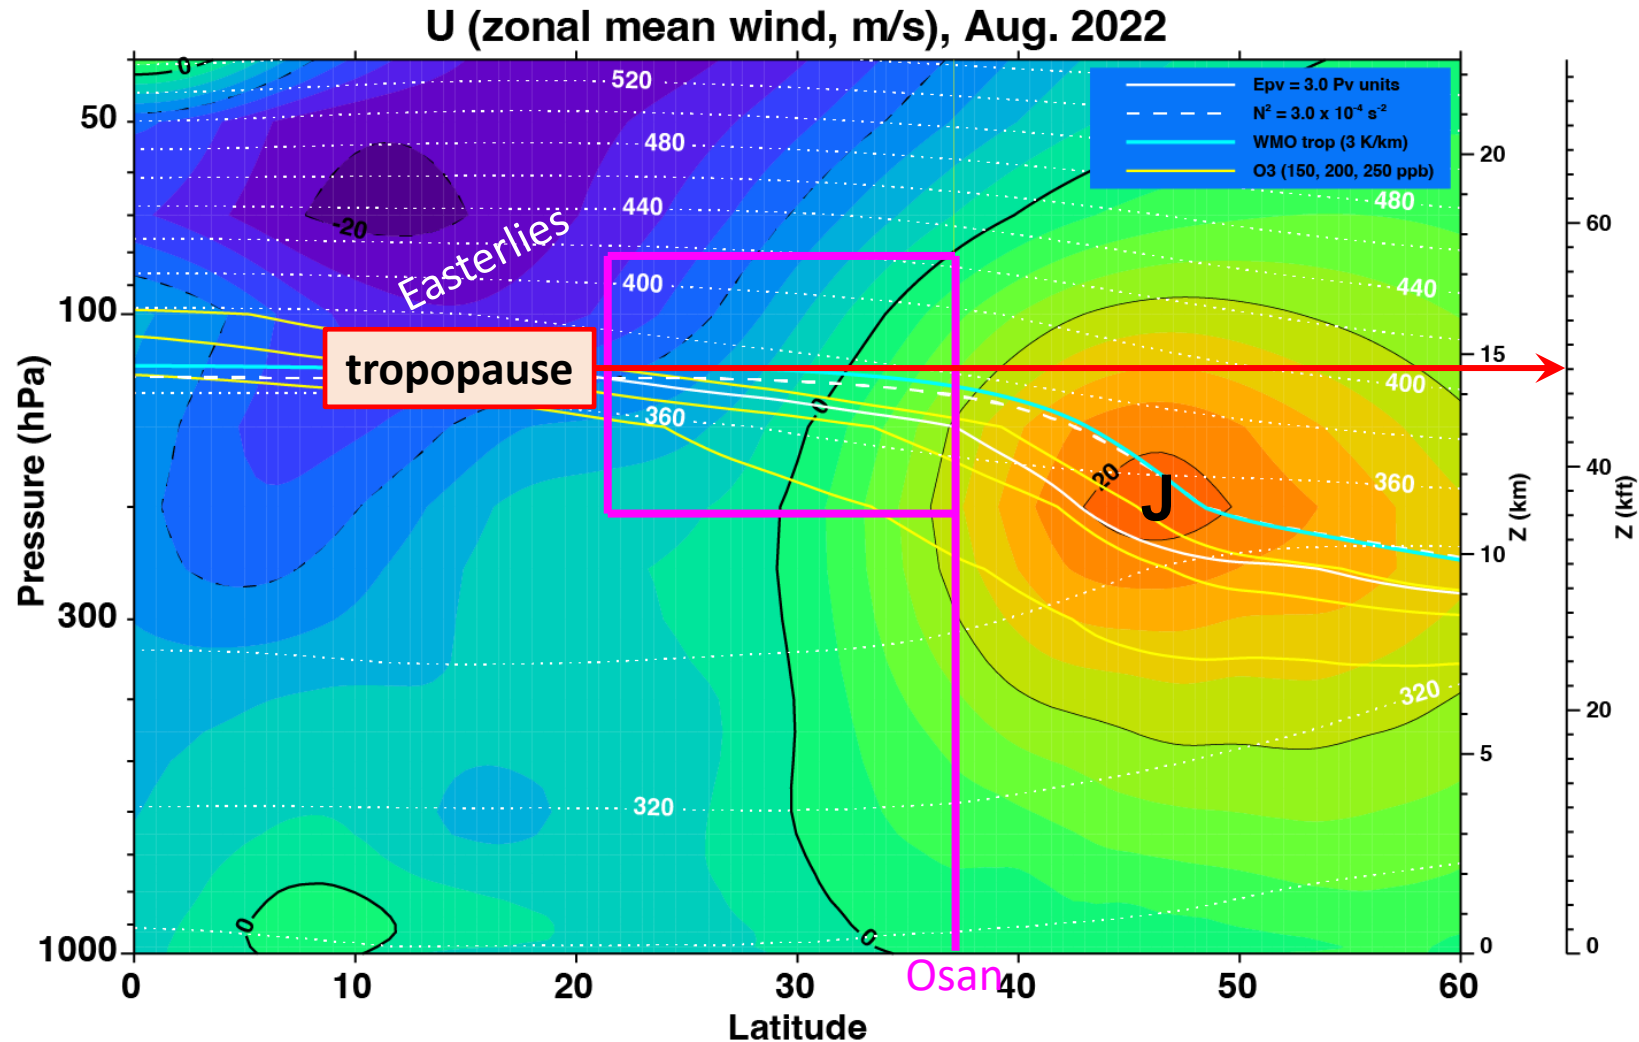 U (zonal mean wind, m/s), Aug. 2022
Epv = 3.0 Pv units
N² = 3.0 x 10⁻⁴ s⁻²
WMO trop (3 K/km)
O3 (150, 200, 250 ppb)
0
520
480
440
400
360
320
480
440
400
360
320
-20
Easterlies
tropopause
0
20
J
0
0
Pressure (hPa)
50
100
300
1000
20
15
10
5
0
Z (km)
60
40
20
0
Z (kft)
0 10 20 30 40 50 60
Osan
Latitude